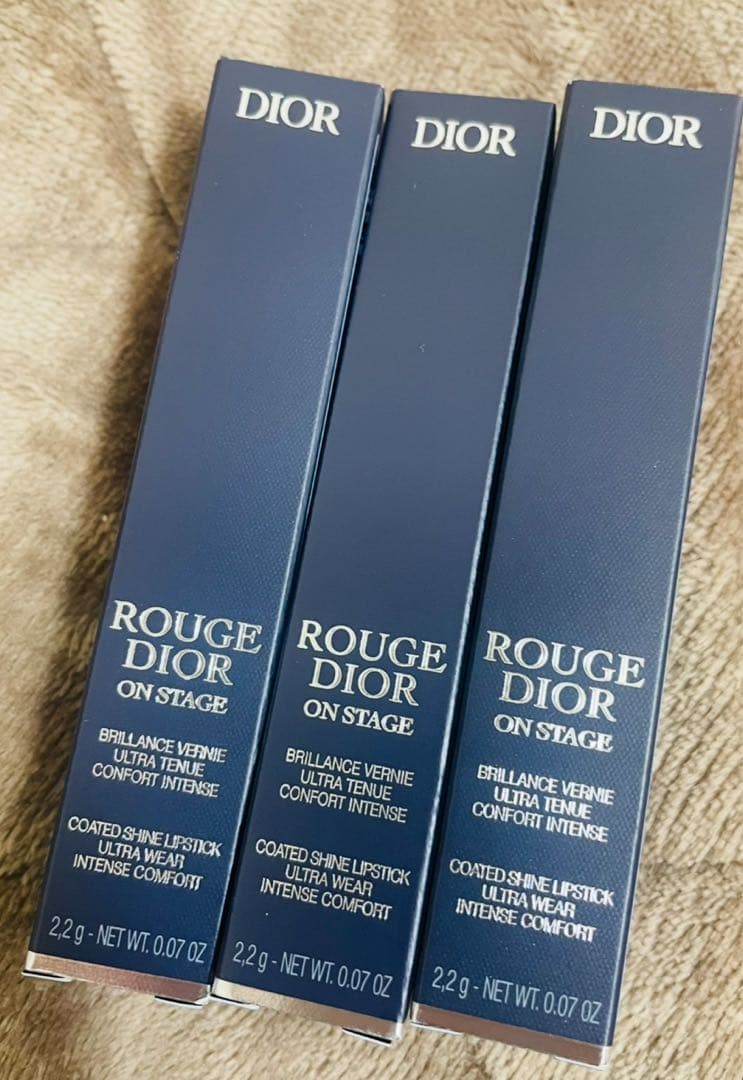 DIOR
ROUGE
DIOR
ON STAGE
BRILLANCE VERNIE
ULTRA TENUE
CONFORT INTENSE
COATED SHINE LIPSTICK
ULTRA WEAR
INTENSE COMFORT
2,2 g - NET WT. 0.07 OZ
DIOR
ROUGE
DIOR
ON STAGE
BRILLANCE VERNIE
ULTRA TENUE
CONFORT INTENSE
COATED SHINE LIPSTICK
ULTRA WEAR
INTENSE COMFORT
2,2 g - NET WT. 0.07 OZ
DIOR
ROUGE
DIOR
ON STAGE
BRILLANCE VERNIE
ULTRA TENUE
CONFORT INTENSE
COATED SHINE LIPSTICK
ULTRA WEAR
INTENSE COMFORT
2,2 g - NET WT. 0.07 OZ